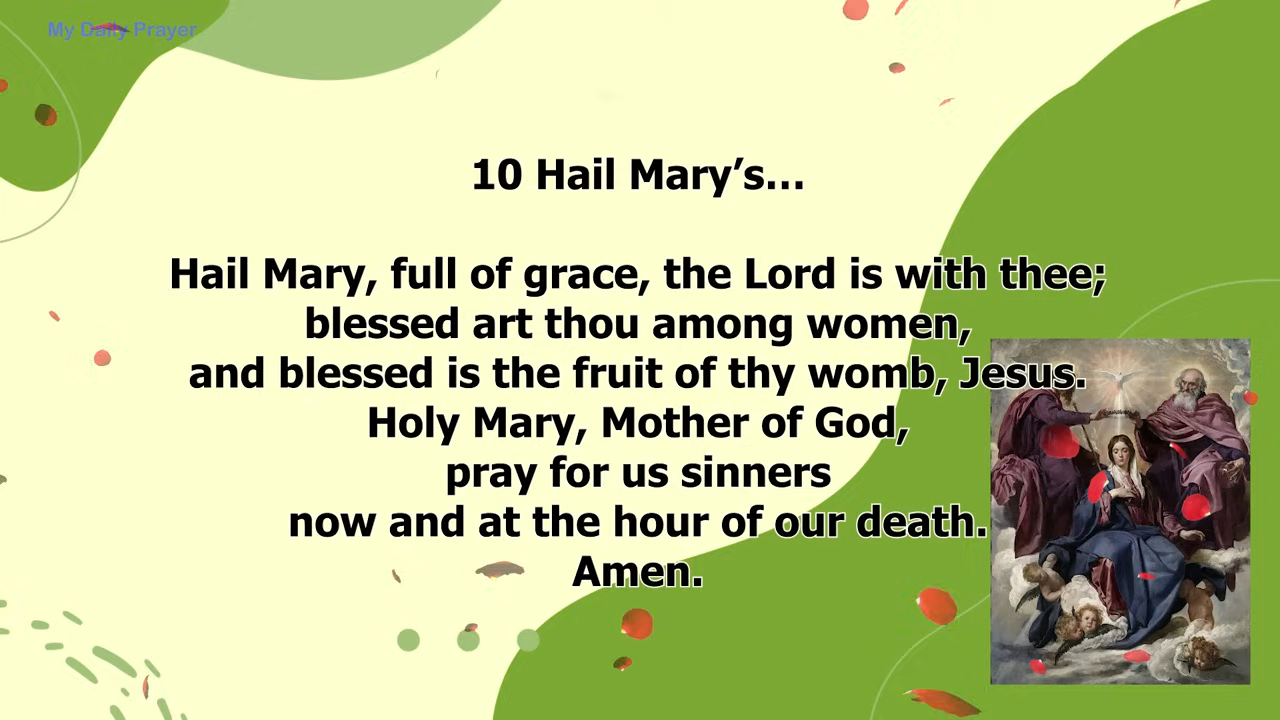 My Daily Prayer
10 Hail Mary’s...
Hail Mary, full of grace, the Lord is with thee;
blessed art thou among women,
and blessed is the fruit of thy womb, Jesus.
Holy Mary, Mother of God,
pray for us sinners
now and at the hour of our death.
Amen.